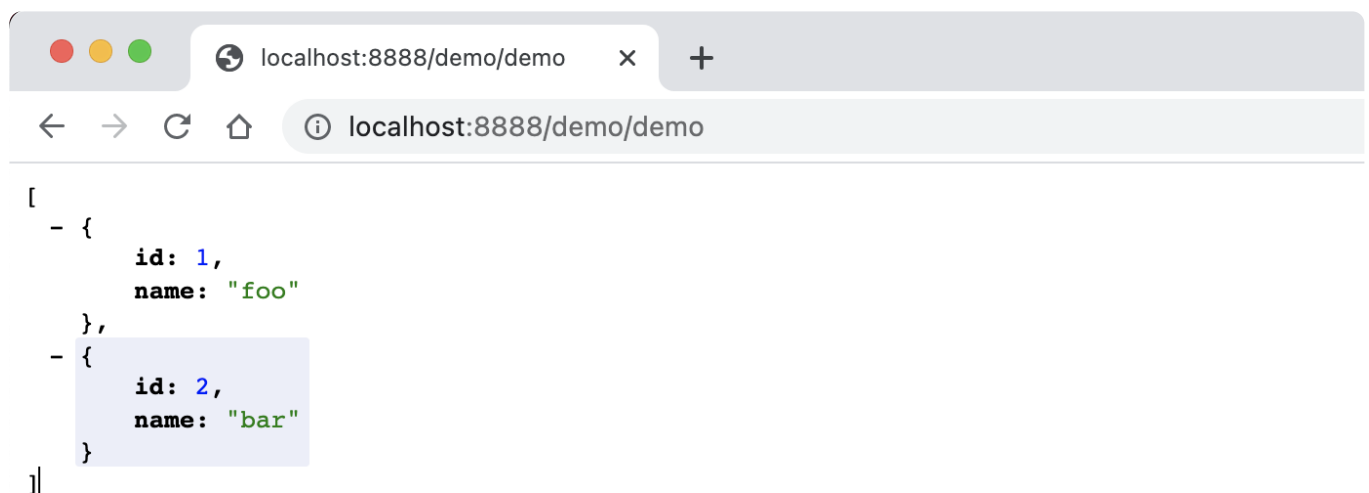 localhost:8888/demo/demo
localhost:8888/demo/demo
[
- {
id: 1,
name: "foo"
},
- {
id: 2,
name: "bar"
}
]